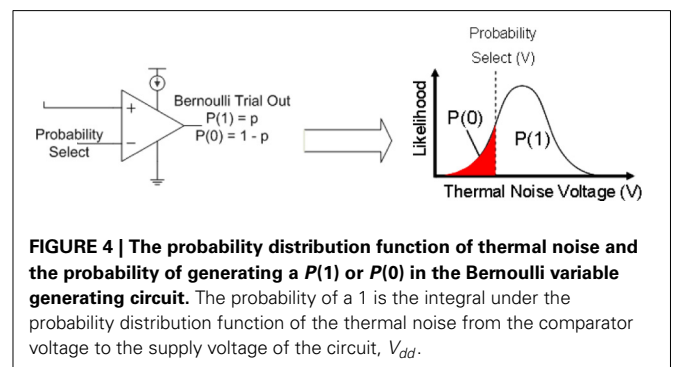 Probability
Select
+
−
Bernoulli Trial Out
P(1) = p
P(0) = 1 - p
Probability
Select (V)
Likelihood
P(0)
P(1)
Thermal Noise Voltage (V)
FIGURE 4 | The probability distribution function of thermal noise and
the probability of generating a P(1) or P(0) in the Bernoulli variable
generating circuit. The probability of a 1 is the integral under the
probability distribution function of the thermal noise from the comparator
voltage to the supply voltage of the circuit, Vdd.